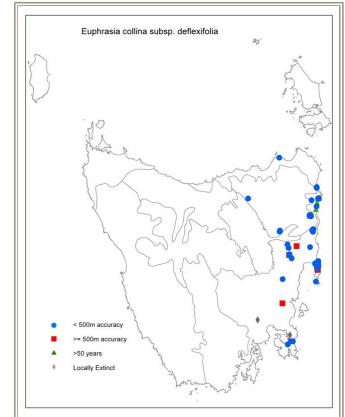 Euphrasia collina subsp. deflexifolia
< 500m accuracy
>= 500m accuracy
>50 years
Locally Extinct